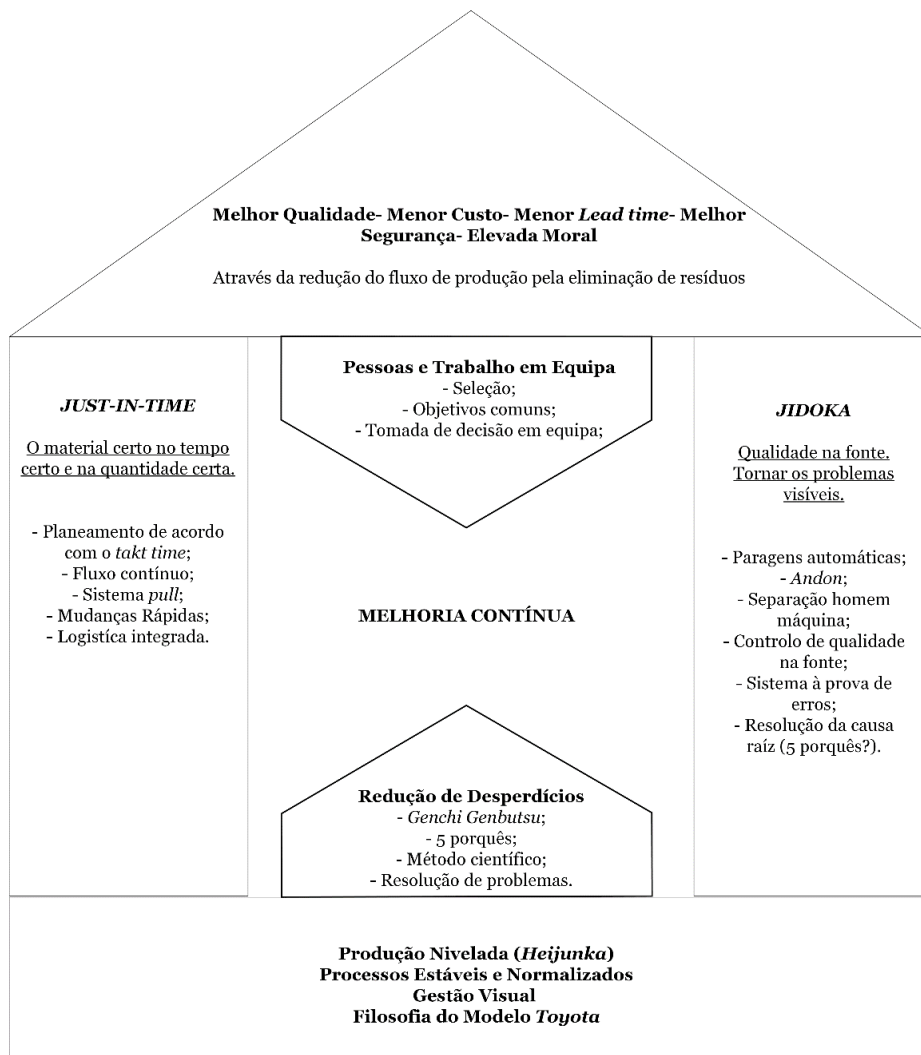 Melhor Qualidade- Menor Custo- Menor Lead time- Melhor
Segurança- Elevada Moral
Através da redução do fluxo de produção pela eliminação de resíduos
JUST-IN-TIME
O material certo no tempo
certo e na quantidade certa.
- Planeamento de acordo
com o takt time;
- Fluxo contínuo;
- Sistema pull;
- Mudanças Rápidas;
- Logistíca integrada.
Pessoas e Trabalho em Equipa
- Seleção;
- Objetivos comuns;
- Tomada de decisão em equipa;
MELHORIA CONTÍNUA
Redução de Desperdícios
- Genchi Genbutsu;
- 5 porquês;
- Método científico;
- Resolução de problemas.
JIDOKA
Qualidade na fonte.
Tornar os problemas
visíveis.
- Paragens automáticas;
- Andon;
- Separação homem
máquina;
- Controlo de qualidade
na fonte;
- Sistema à prova de
erros;
- Resolução da causa
raíz (5 porquês?).
Produção Nivelada (Heijunka)
Processos Estáveis e Normalizados
Gestão Visual
Filosofia do Modelo Toyota